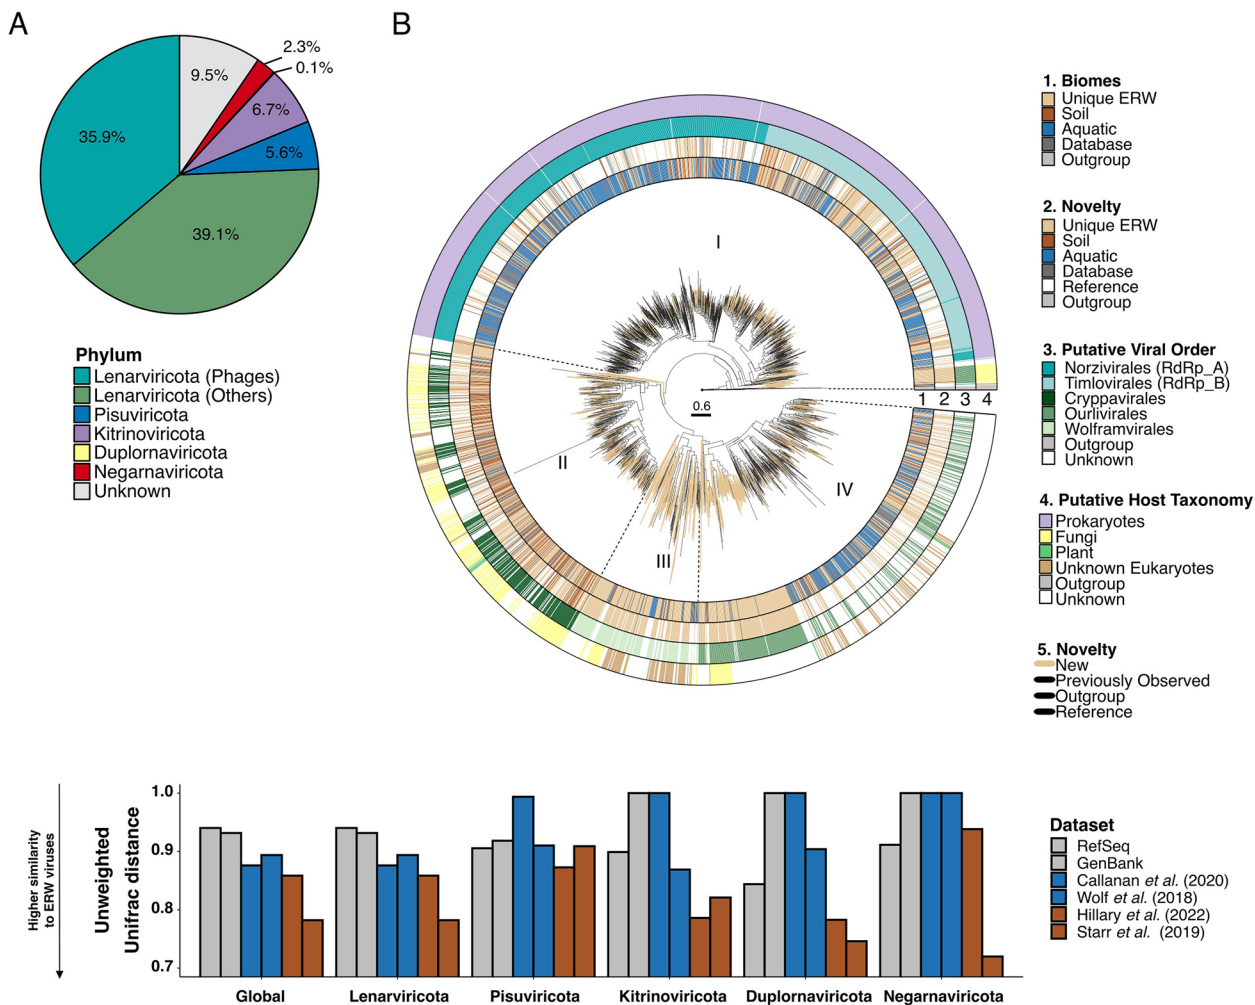 A
B
2.3%
0.1%
9.5%
6.7%
35.9%
5.6%
39.1%
Phylum
Lenarviricota (Phages)
Lenarviricota (Others)
Pisuviricota
Kitrinoviricota
Duplornaviricota
Negarnaviricota
Unknown
I
II
III
IV
0.6
1 2 3 4
1. Biomes
Unique ERW
Soil
Aquatic
Database
Outgroup
2. Novelty
Unique ERW
Soil
Aquatic
Database
Reference
Outgroup
3. Putative Viral Order
Norzivirales (RdRp_A)
Timlovirales (RdRp_B)
Cryppavirales
Ourlivirales
Wolframvirales
Outgroup
Unknown
4. Putative Host Taxonomy
Prokaryotes
Fungi
Plant
Unknown Eukaryotes
Outgroup
Unknown
5. Novelty
New
Previously Observed
Outgroup
Reference
Higher similarity
to ERW viruses
Unweighted
Unifrac distance
1.0
0.9
0.8
0.7
Global
Lenarviricota
Pisuviricota
Kitrinoviricota
Duplornaviricota
Negarnaviricota
Dataset
RefSeq
GenBank
Callanan et al. (2020)
Wolf et al. (2018)
Hillary et al. (2022)
Starr et al. (2019)